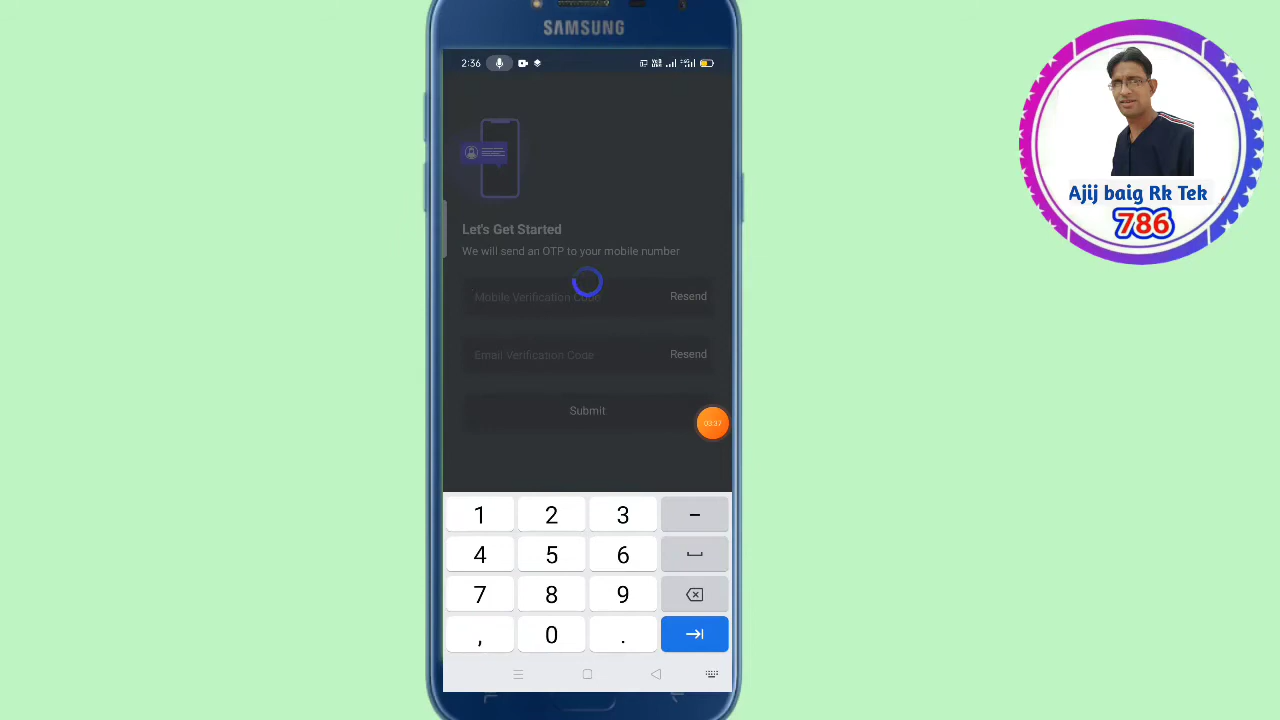 SAMSUNG
2:36
Let's Get Started
We will send an OTP to your mobile number
Mobile Verification Code Resend
Email Verification Code Resend
Submit
03:37
1 2 3 -
4 5 6
7 8 9
, 0 .
Ajij baig Rk Tek
786